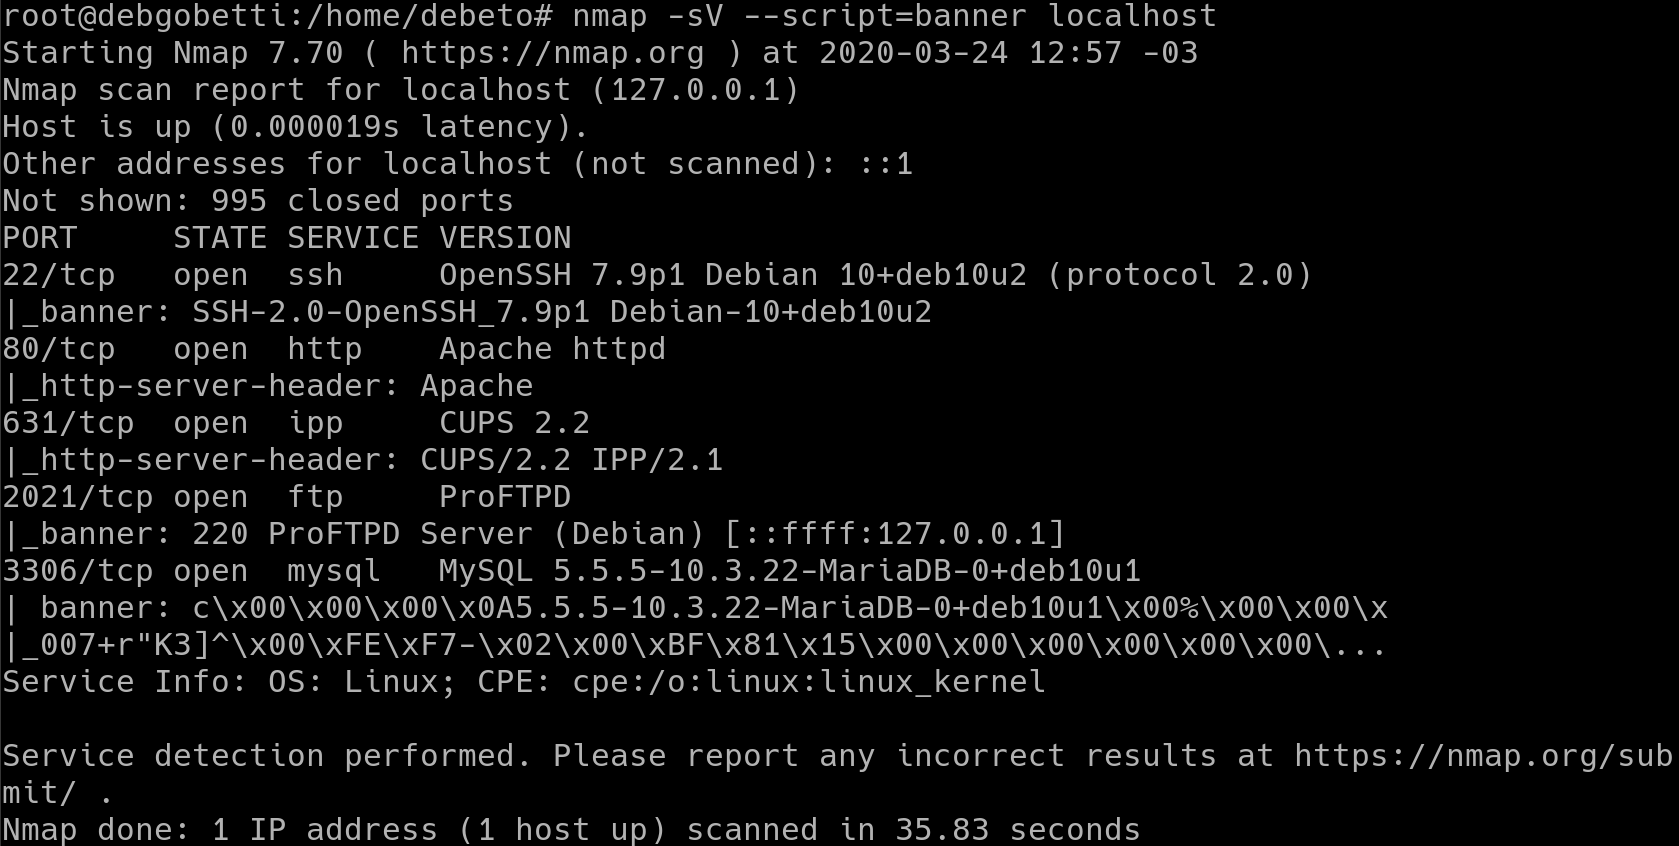 root@debgobetti:/home/debeto# nmap -sV --script=banner localhost
Starting Nmap 7.70 ( https://nmap.org ) at 2020-03-24 12:57 -03
Nmap scan report for localhost (127.0.0.1)
Host is up (0.000019s latency).
Other addresses for localhost (not scanned): ::1
Not shown: 995 closed ports
PORT     STATE SERVICE VERSION
22/tcp   open  ssh     OpenSSH 7.9p1 Debian 10+deb10u2 (protocol 2.0)
|_banner: SSH-2.0-OpenSSH_7.9p1 Debian-10+deb10u2
80/tcp   open  http    Apache httpd
|_http-server-header: Apache
631/tcp  open  ipp     CUPS 2.2
|_http-server-header: CUPS/2.2 IPP/2.1
2021/tcp open  ftp     ProFTPD
|_banner: 220 ProFTPD Server (Debian) [::ffff:127.0.0.1]
3306/tcp open  mysql   MySQL 5.5.5-10.3.22-MariaDB-0+deb10u1
| banner: c\x00\x00\x00\x0A5.5.5-10.3.22-MariaDB-0+deb10u1\x00%\x00\x00\x
|_007+r"K3]^\x00\xFE\xF7-\x02\x00\xBF\x81\x15\x00\x00\x00\x00\x00\x00\...
Service Info: OS: Linux; CPE: cpe:/o:linux:linux_kernel

Service detection performed. Please report any incorrect results at https://nmap.org/sub
mit/ .
Nmap done: 1 IP address (1 host up) scanned in 35.83 seconds